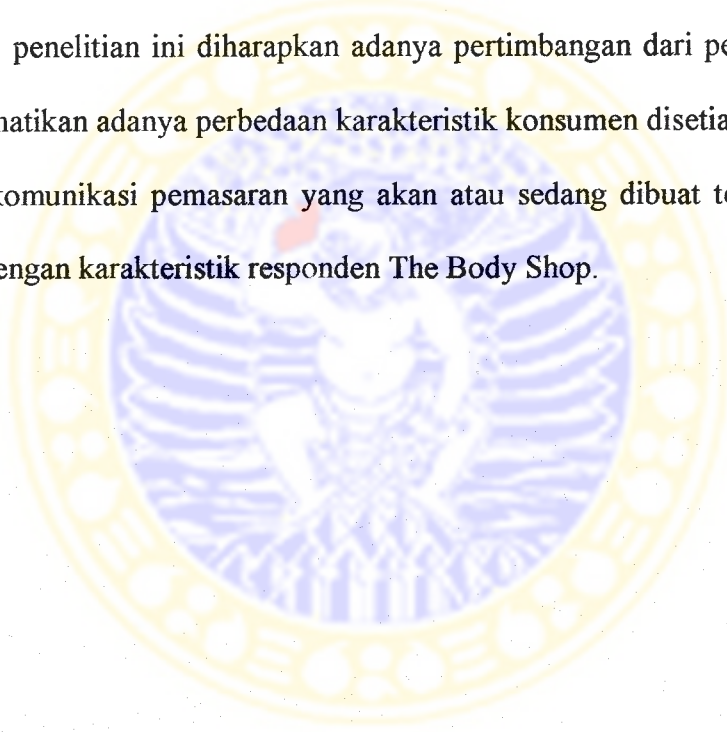 penelitian ini diharapkan adanya pertimbangan dari pe
natikan adanya perbedaan karakteristik konsumen disetia
komunikasi pemasaran yang akan atau sedang dibuat te
engan karakteristik responden The Body Shop.